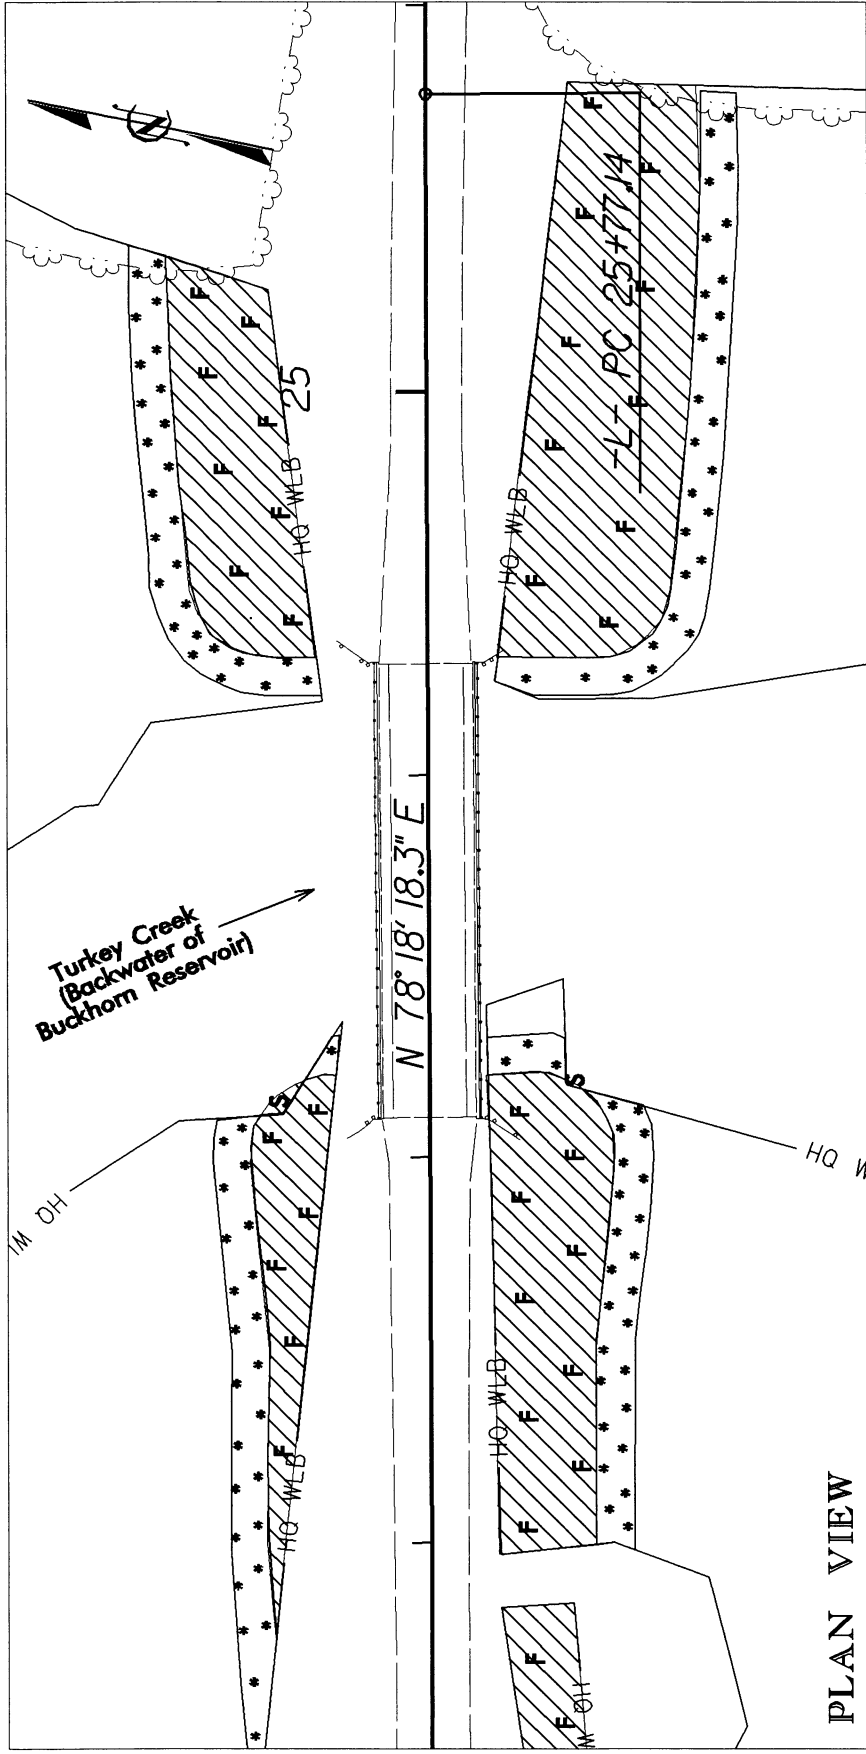 Turkey Creek
(Backwater of
Buckhorn Reservoir)
N 78° 18' 18.3" E
25
-L- PC 25+77.14
HQ WLB
HQ WLB
HQ WLB
HQ WLB
HQ W
HQ WL
HQ W
N
S
S
F F F F F F F F F F
F F F F F F F F F F F F
F F F F F F F
F F F F F F F F F F
F F
PLAN VIEW